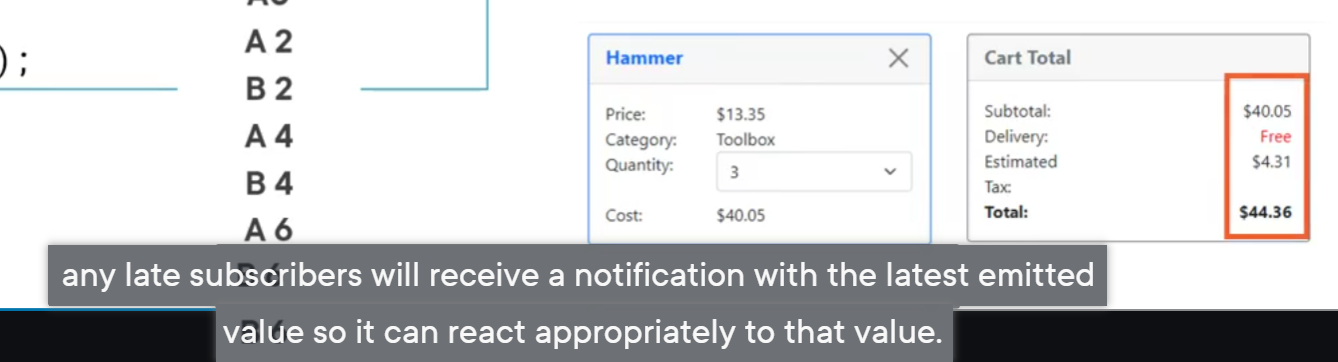 );
A 2
B 2
A 4
B 4
A 6
Hammer
Price: $13.35
Category: Toolbox
Quantity: 3
Cost: $40.05
Cart Total
Subtotal: $40.05
Delivery: Free
Estimated $4.31
Tax:
Total: $44.36
any late subscribers will receive a notification with the latest emitted
value so it can react appropriately to that value.